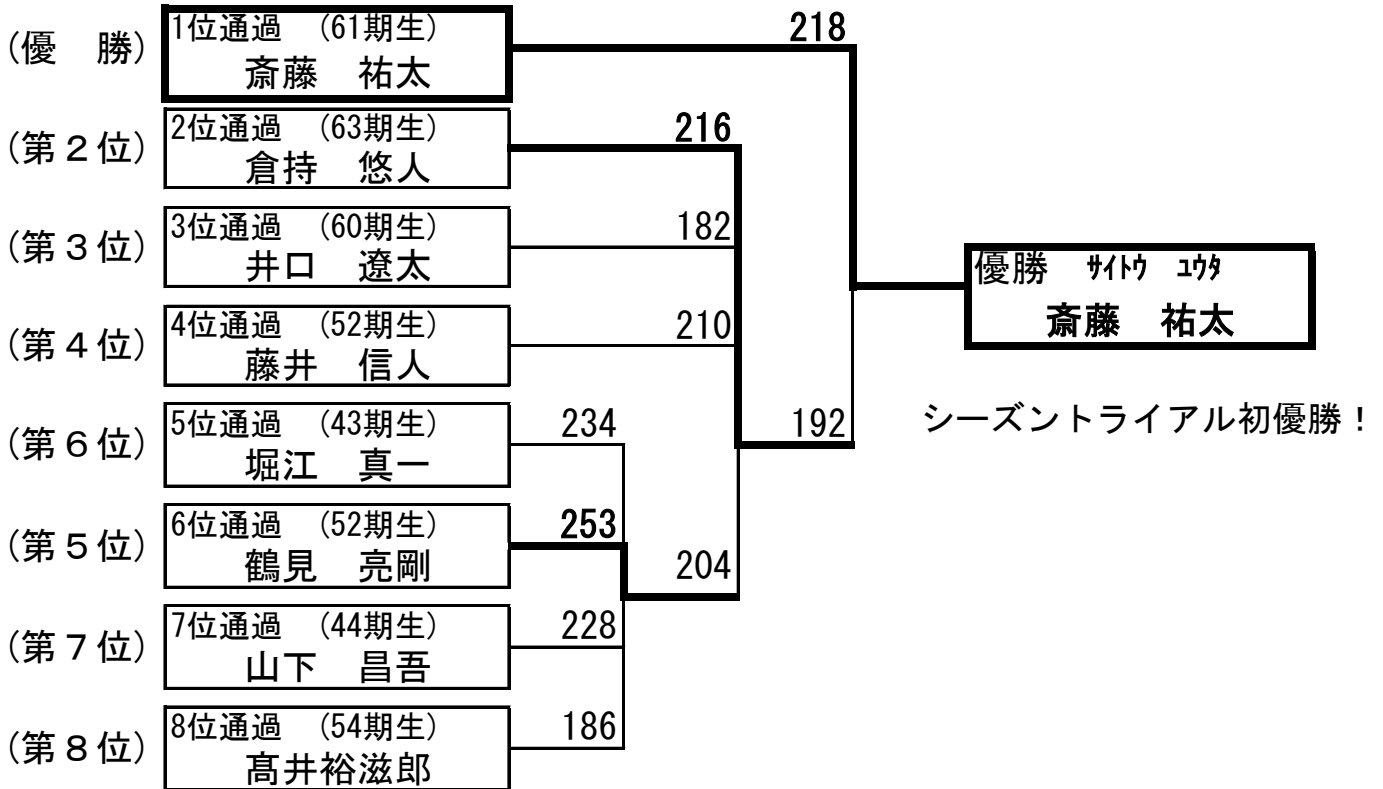 (優　勝)
1位通過　(61期生)
斎藤　祐太
218
(第２位)
2位通過　(63期生)
倉持　悠人
216
(第３位)
3位通過　(60期生)
井口　遼太
182
(第４位)
4位通過　(52期生)
藤井　信人
210
(第６位)
5位通過　(43期生)
堀江　真一
234
(第５位)
6位通過　(52期生)
鶴見　亮剛
253
204
192
(第７位)
7位通過　(44期生)
山下　昌吾
228
(第８位)
8位通過　(54期生)
髙井裕滋郎
186
優勝　ｻｲﾄｳ　ﾕｳﾀ
斎藤　祐太
シーズントライアル初優勝！